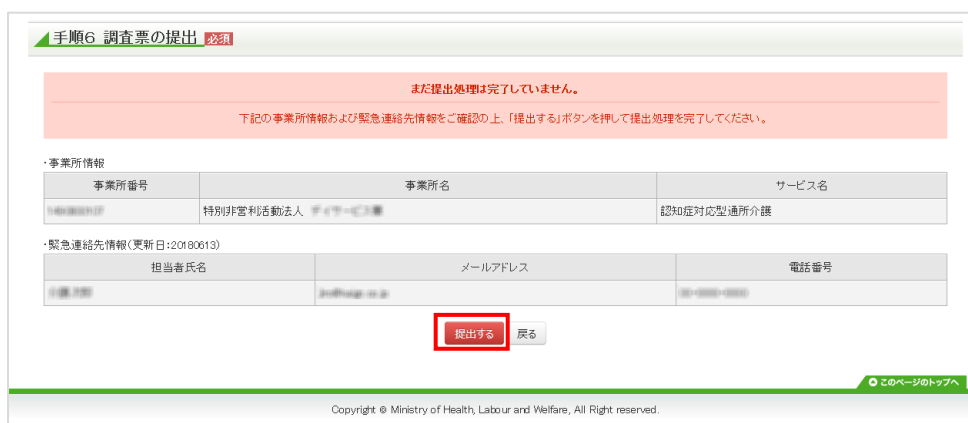 手順6 調査票の提出 必須
まだ提出処理は完了していません。
下記の事業所情報および緊急連絡先情報をご確認の上、「提出する」ボタンを押して提出処理を完了してください。
・事業所情報
事業所番号 事業所名 サービス名
特別非営利活動法人 認知症対応型通所介護
・緊急連絡先情報(更新日:20180613)
担当者氏名 メールアドレス 電話番号
提出する 戻る
このページのトップへ
Copyright © Ministry of Health, Labour and Welfare, All Right reserved.